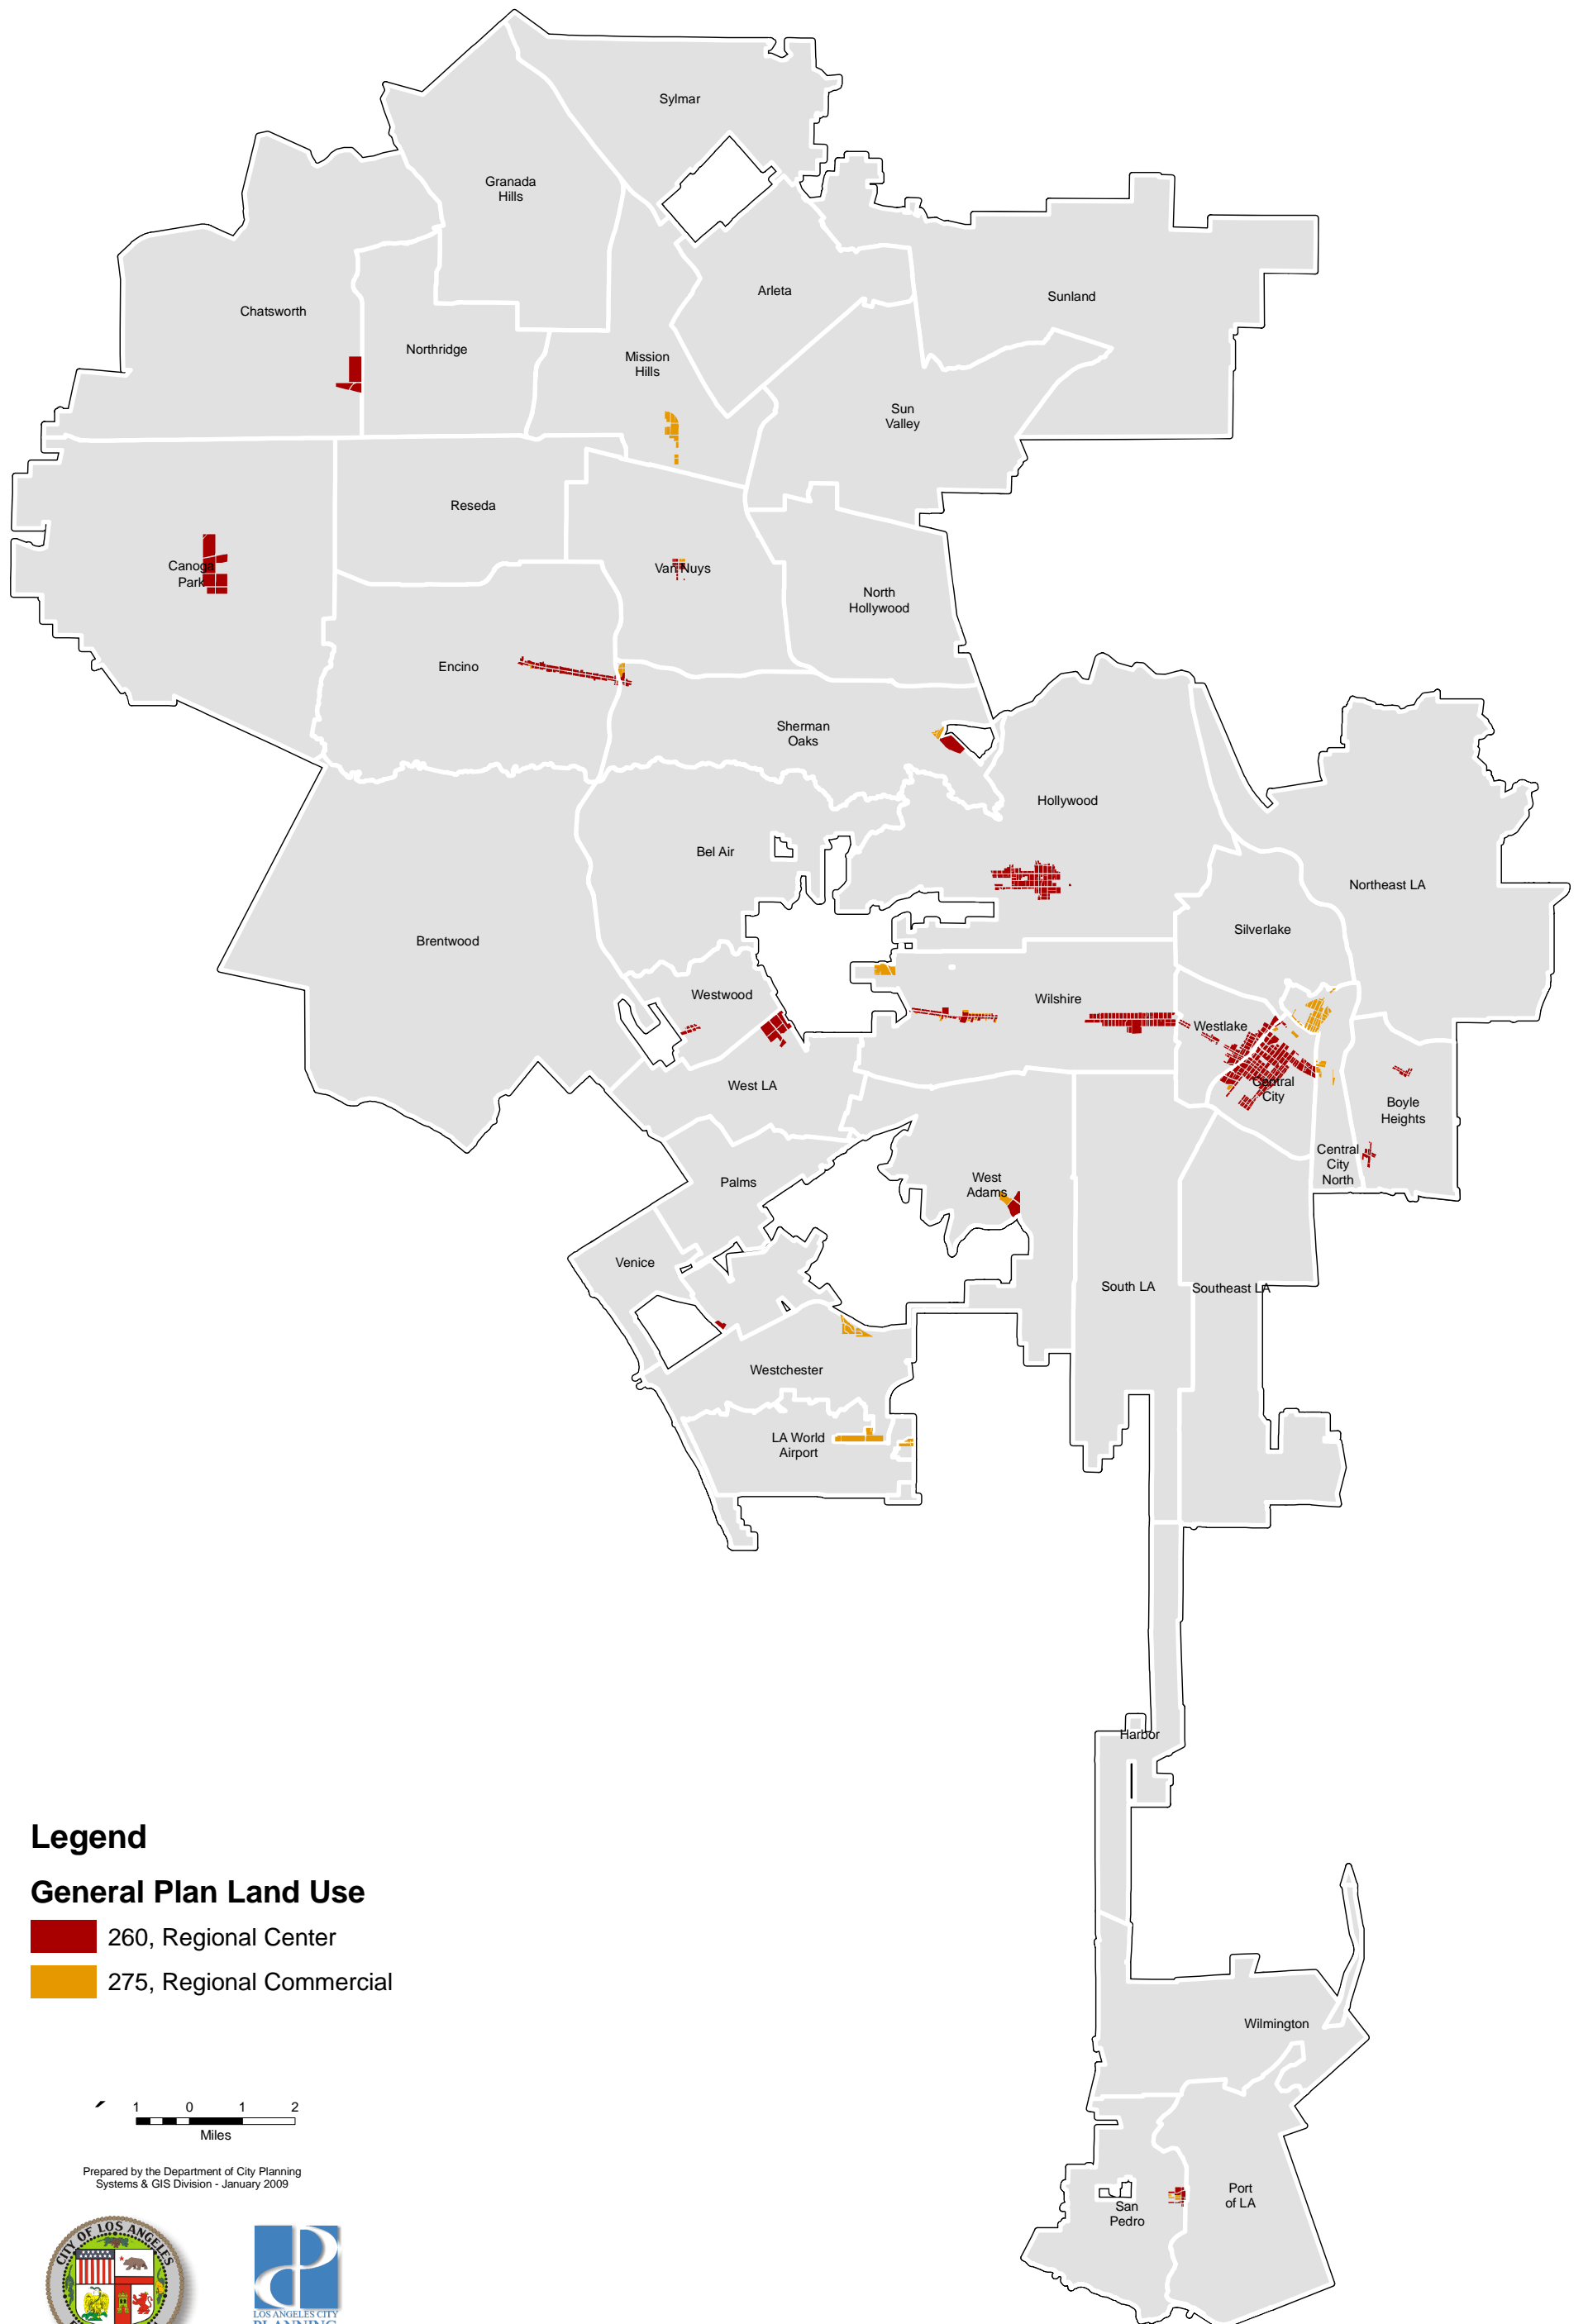 Sylmar
Granada
Hills
Arleta
Sunland
Chatsworth
Northridge
Mission
Hills
Sun
Valley
Reseda
Canoga
Park
Van Nuys
North
Hollywood
Encino
Sherman
Oaks
Hollywood
Bel Air
Northeast LA
Silverlake
Brentwood
Westwood
Wilshire
Westlake
West LA
Central
City
Boyle
Heights
Central
City
North
Palms
West
Adams
Venice
South LA
Southeast LA
Westchester
LA World
Airport
Harbor
Legend
General Plan Land Use
260, Regional Center
275, Regional Commercial
Wilmington
1 0 1 2
Miles
Prepared by the Department of City Planning
Systems & GIS Division - January 2009
Port
of LA
San
Pedro
CITY OF LOS ANGELES
LOS ANGELES CITY
PLANNING